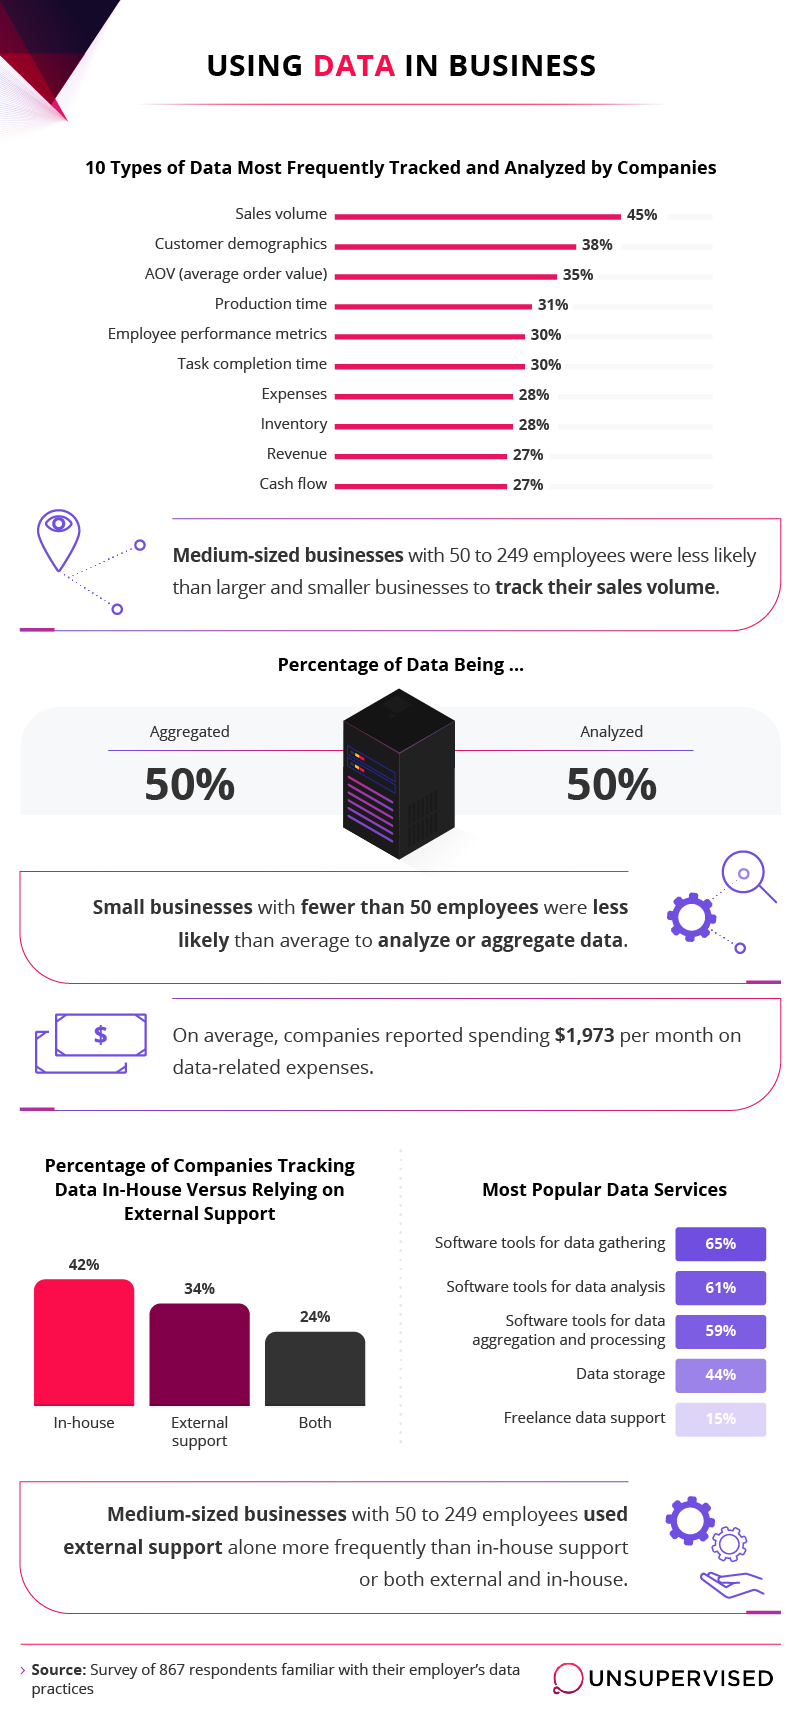 USING DATA IN BUSINESS
10 Types of Data Most Frequently Tracked and Analyzed by Companies
Sales volume 45%
Customer demographics 38%
AOV (average order value) 35%
Production time 31%
Employee performance metrics 30%
Task completion time 30%
Expenses 28%
Inventory 28%
Revenue 27%
Cash flow 27%
Medium-sized businesses with 50 to 249 employees were less likely
than larger and smaller businesses to track their sales volume.
Percentage of Data Being ...
Aggregated
50%
Analyzed
50%
Small businesses with fewer than 50 employees were less
likely than average to analyze or aggregate data.
$
On average, companies reported spending $1,973 per month on
data-related expenses.
Percentage of Companies Tracking
Data In-House Versus Relying on
External Support
42%
34%
24%
In-house
External
support
Both
Most Popular Data Services
Software tools for data gathering 65%
Software tools for data analysis 61%
Software tools for data
aggregation and processing 59%
Data storage 44%
Freelance data support 15%
Medium-sized businesses with 50 to 249 employees used
external support alone more frequently than in-house support
or both external and in-house.
Source: Survey of 867 respondents familiar with their employer's data
practices
UNSUPERVISED